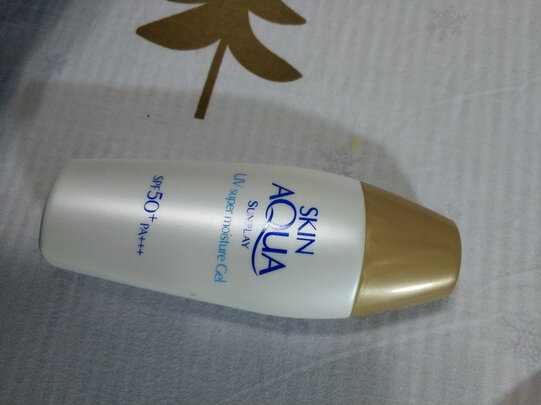 SKIN
AQUA
SUNPLAY
UV super moisture Gel
SPF50+ PA+++